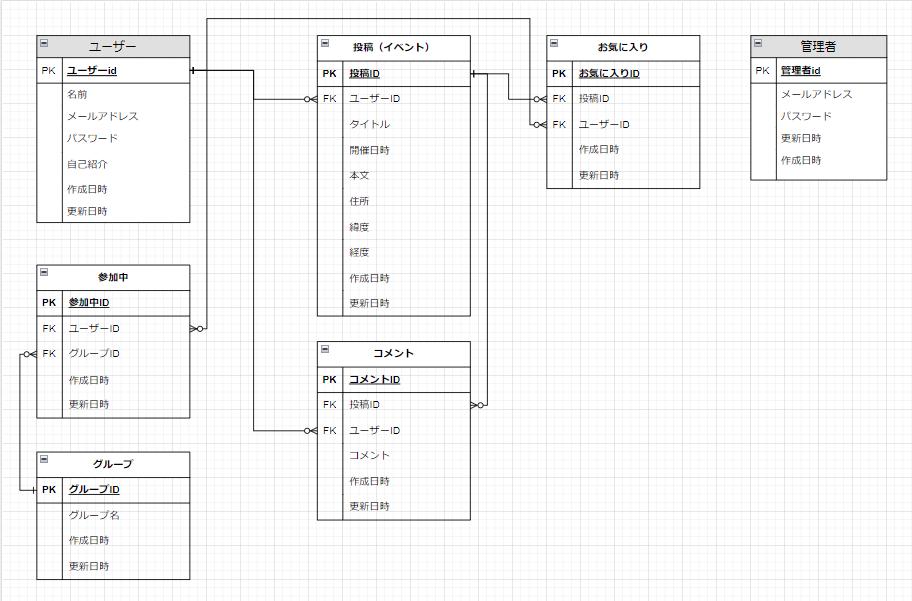 ユーザー
PK ユーザーid
名前
メールアドレス
パスワード
自己紹介
作成日時
更新日時
投稿（イベント）
PK 投稿ID
FK ユーザーID
タイトル
開催日時
本文
住所
緯度
経度
作成日時
更新日時
お気に入り
PK お気に入りID
FK 投稿ID
FK ユーザーID
作成日時
更新日時
管理者
PK 管理者id
メールアドレス
パスワード
更新日時
作成日時
参加中
PK 参加中ID
FK ユーザーID
FK グループID
作成日時
更新日時
コメント
PK コメントID
FK 投稿ID
FK ユーザーID
コメント
作成日時
更新日時
グループ
PK グループID
グループ名
作成日時
更新日時